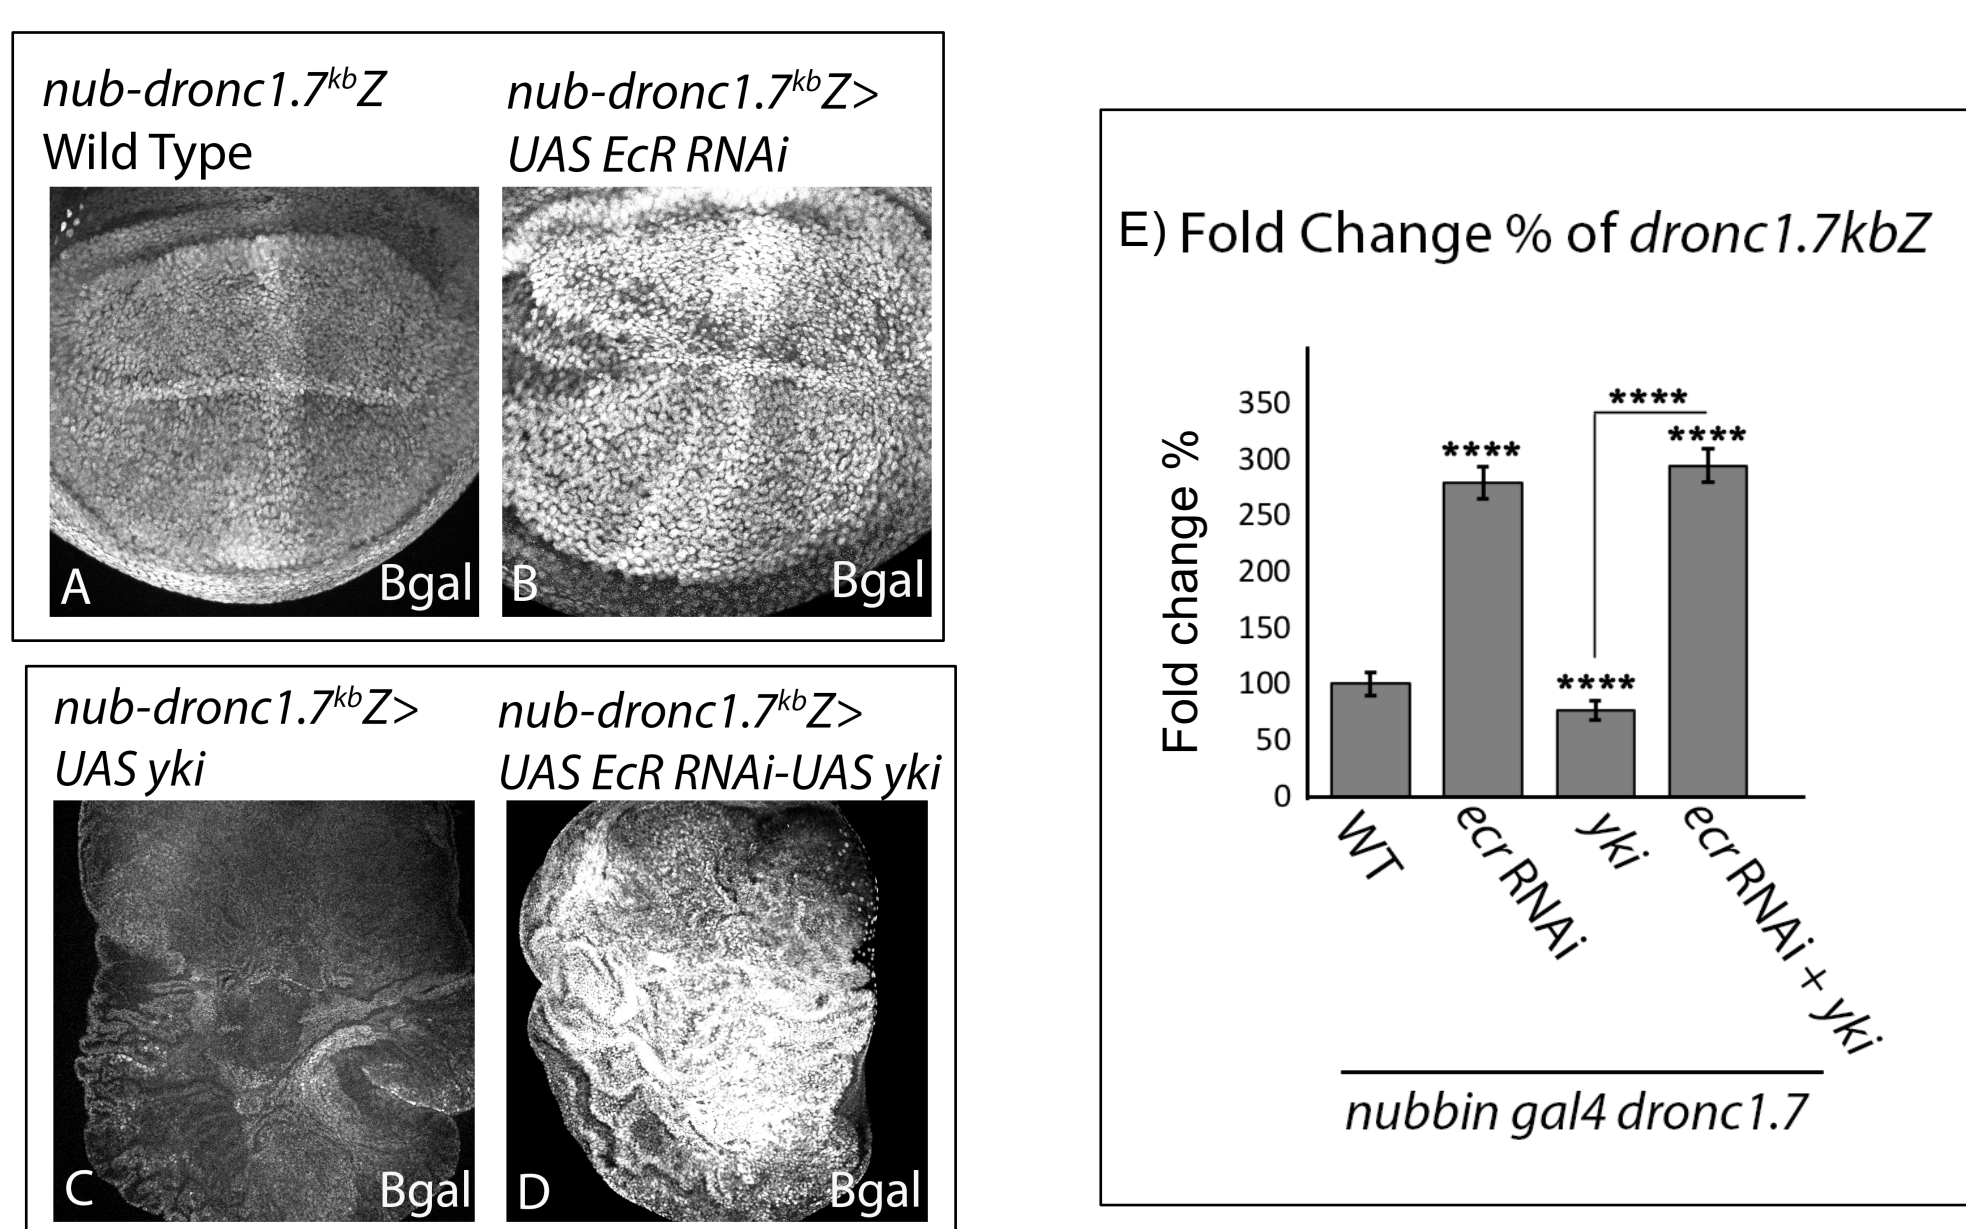 nub-dronc1.7kbZ
Wild Type
nub-dronc1.7kbZ>
UAS EcR RNAi
A
Bgal
B
Bgal
nub-dronc1.7kbZ>
UAS yki
nub-dronc1.7kbZ>
UAS EcR RNAi-UAS yki
C
Bgal
D
Bgal
E) Fold Change % of dronc1.7kbZ
Fold change %
350
300
250
200
150
100
50
0
****
****
****
****
WT
ecr RNAi
yki
ecr RNAi + yki
nubbin gal4 dronc1.7